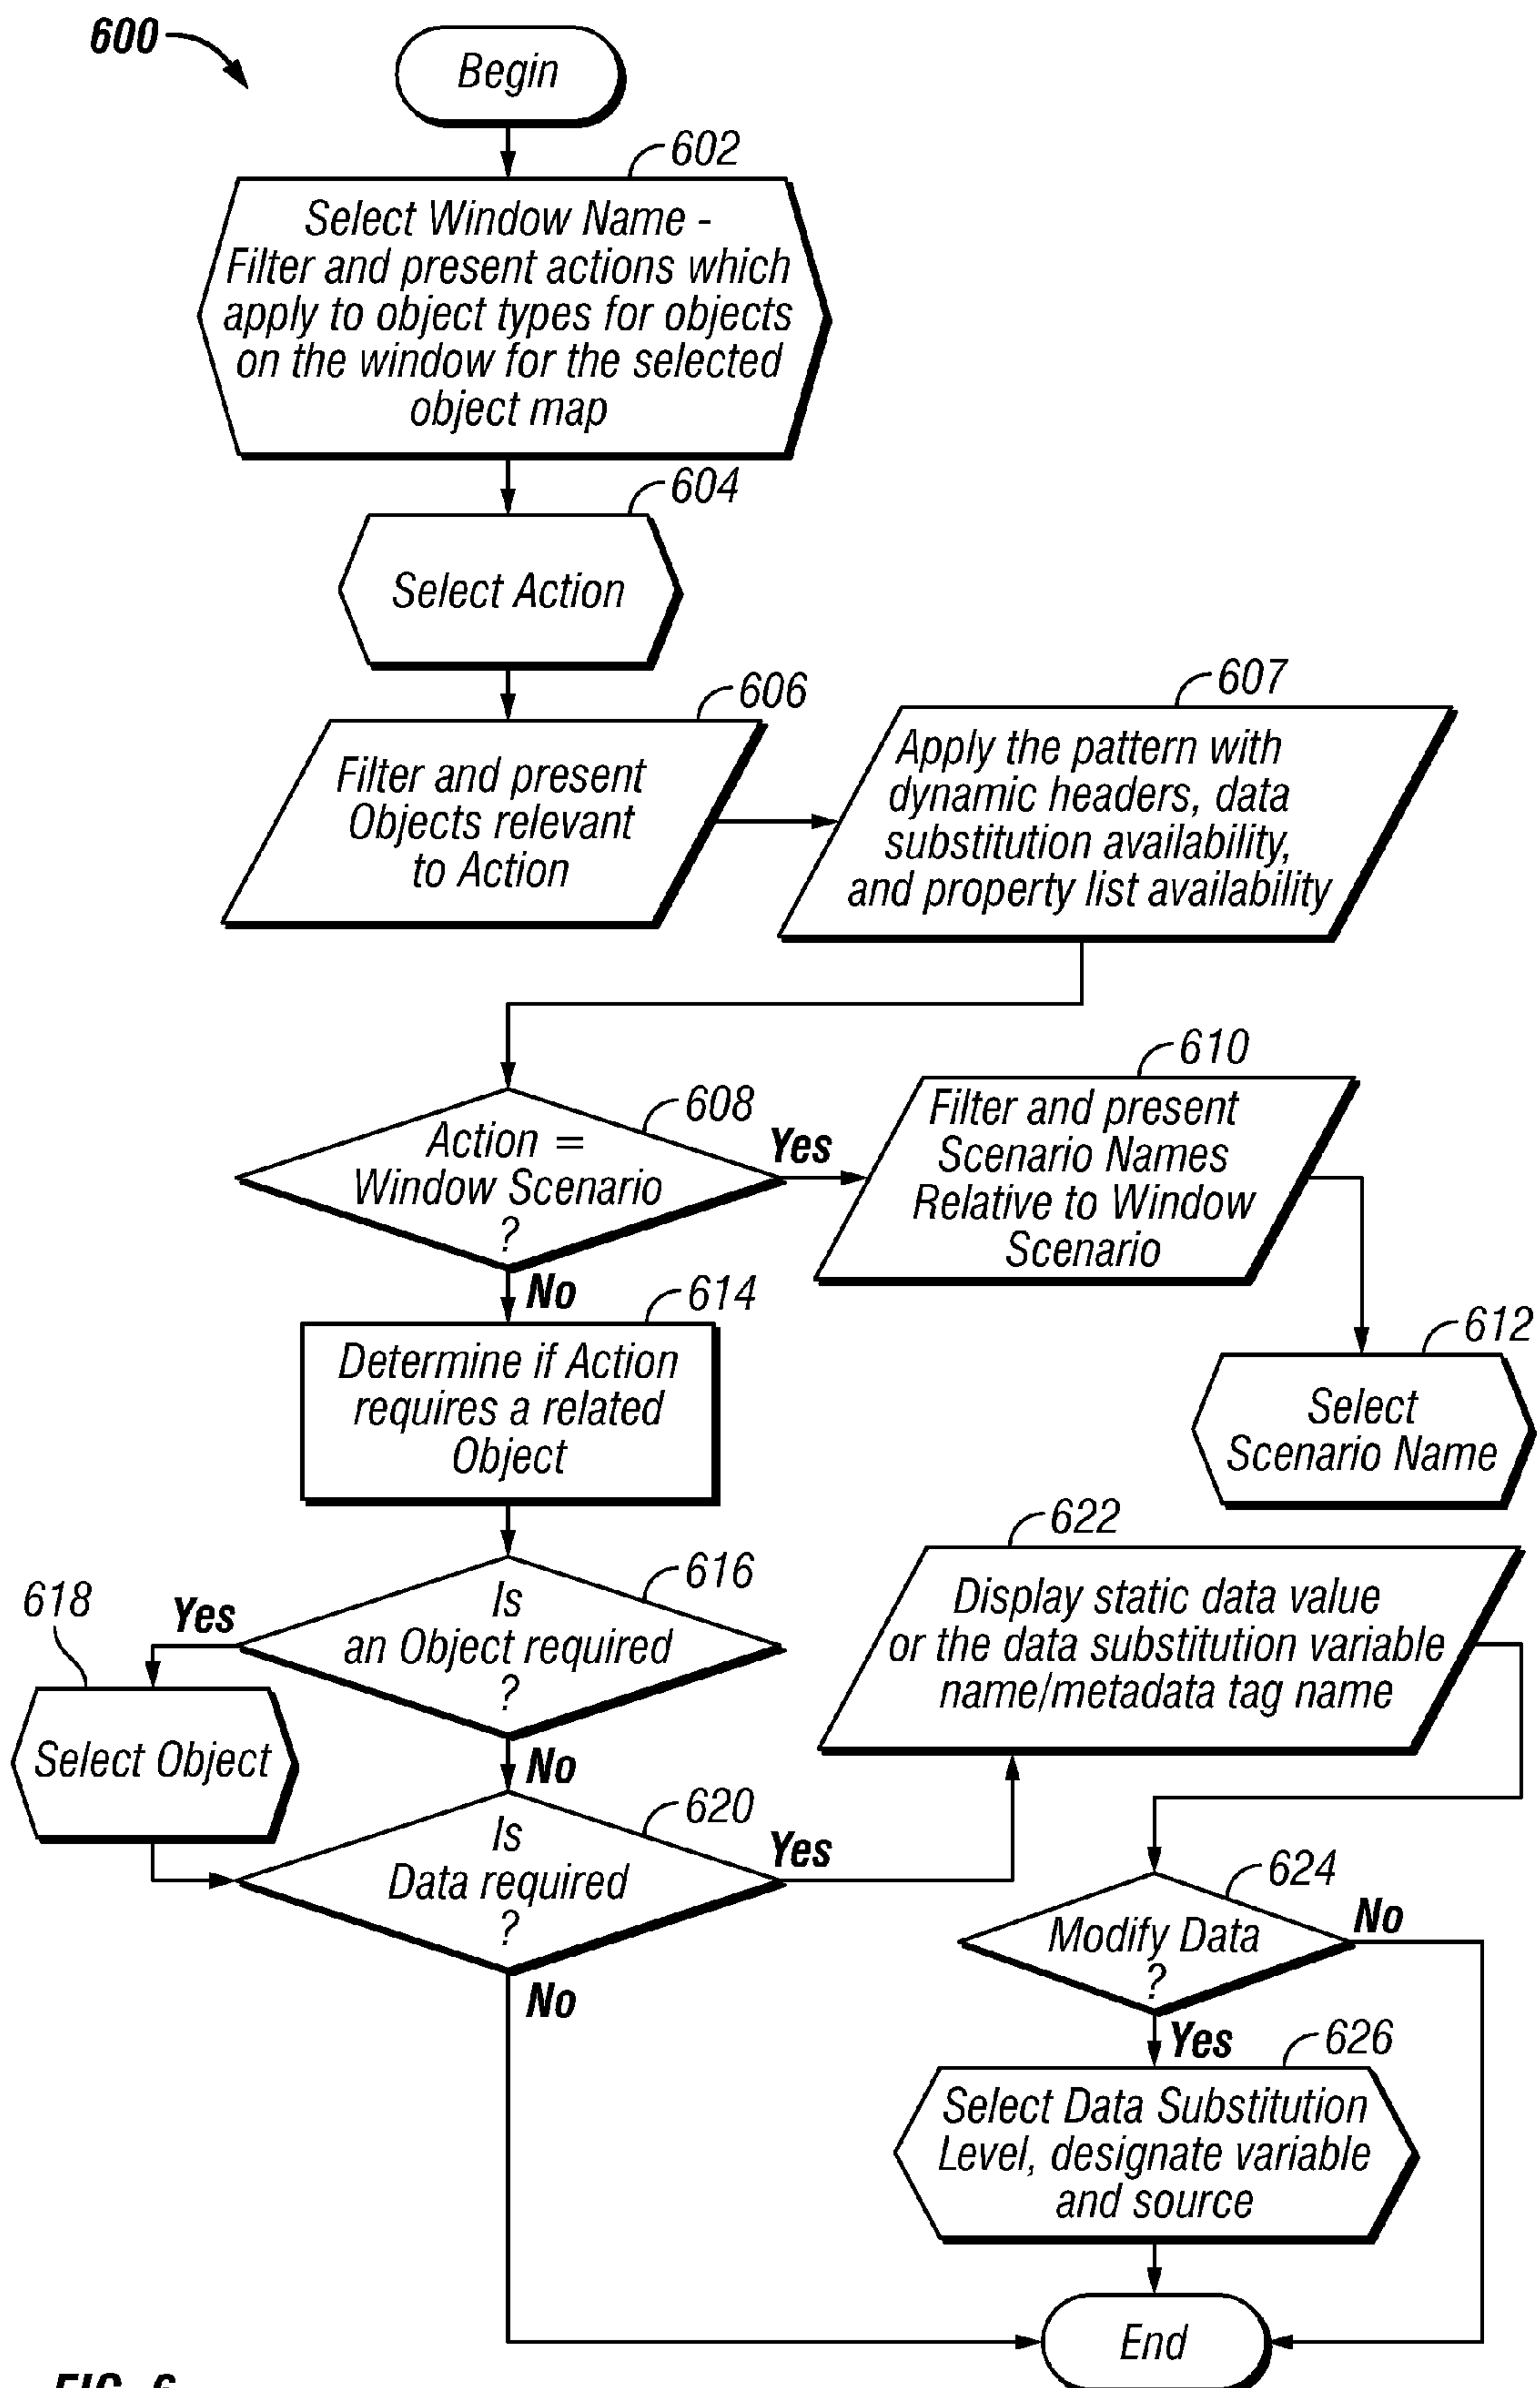 600
Begin
602
Select Window Name -
Filter and present actions which
apply to object types for objects
on the window for the selected
object map
604
Select Action
606
Filter and present
Objects relevant
to Action
607
Apply the pattern with
dynamic headers, data
substitution availability,
and property list availability
608
Action =
Window Scenario
?
Yes
610
Filter and present
Scenario Names
Relative to Window
Scenario
No
612
Select
Scenario Name
614
Determine if Action
requires a related
Object
616
Is
an Object required
?
Yes
618
Select Object
No
620
Is
Data required
?
Yes
622
Display static data value
or the data substitution variable
name/metadata tag name
No
624
Modify Data
?
No
Yes
626
Select Data Substitution
Level, designate variable
and source
End
FIG. 6